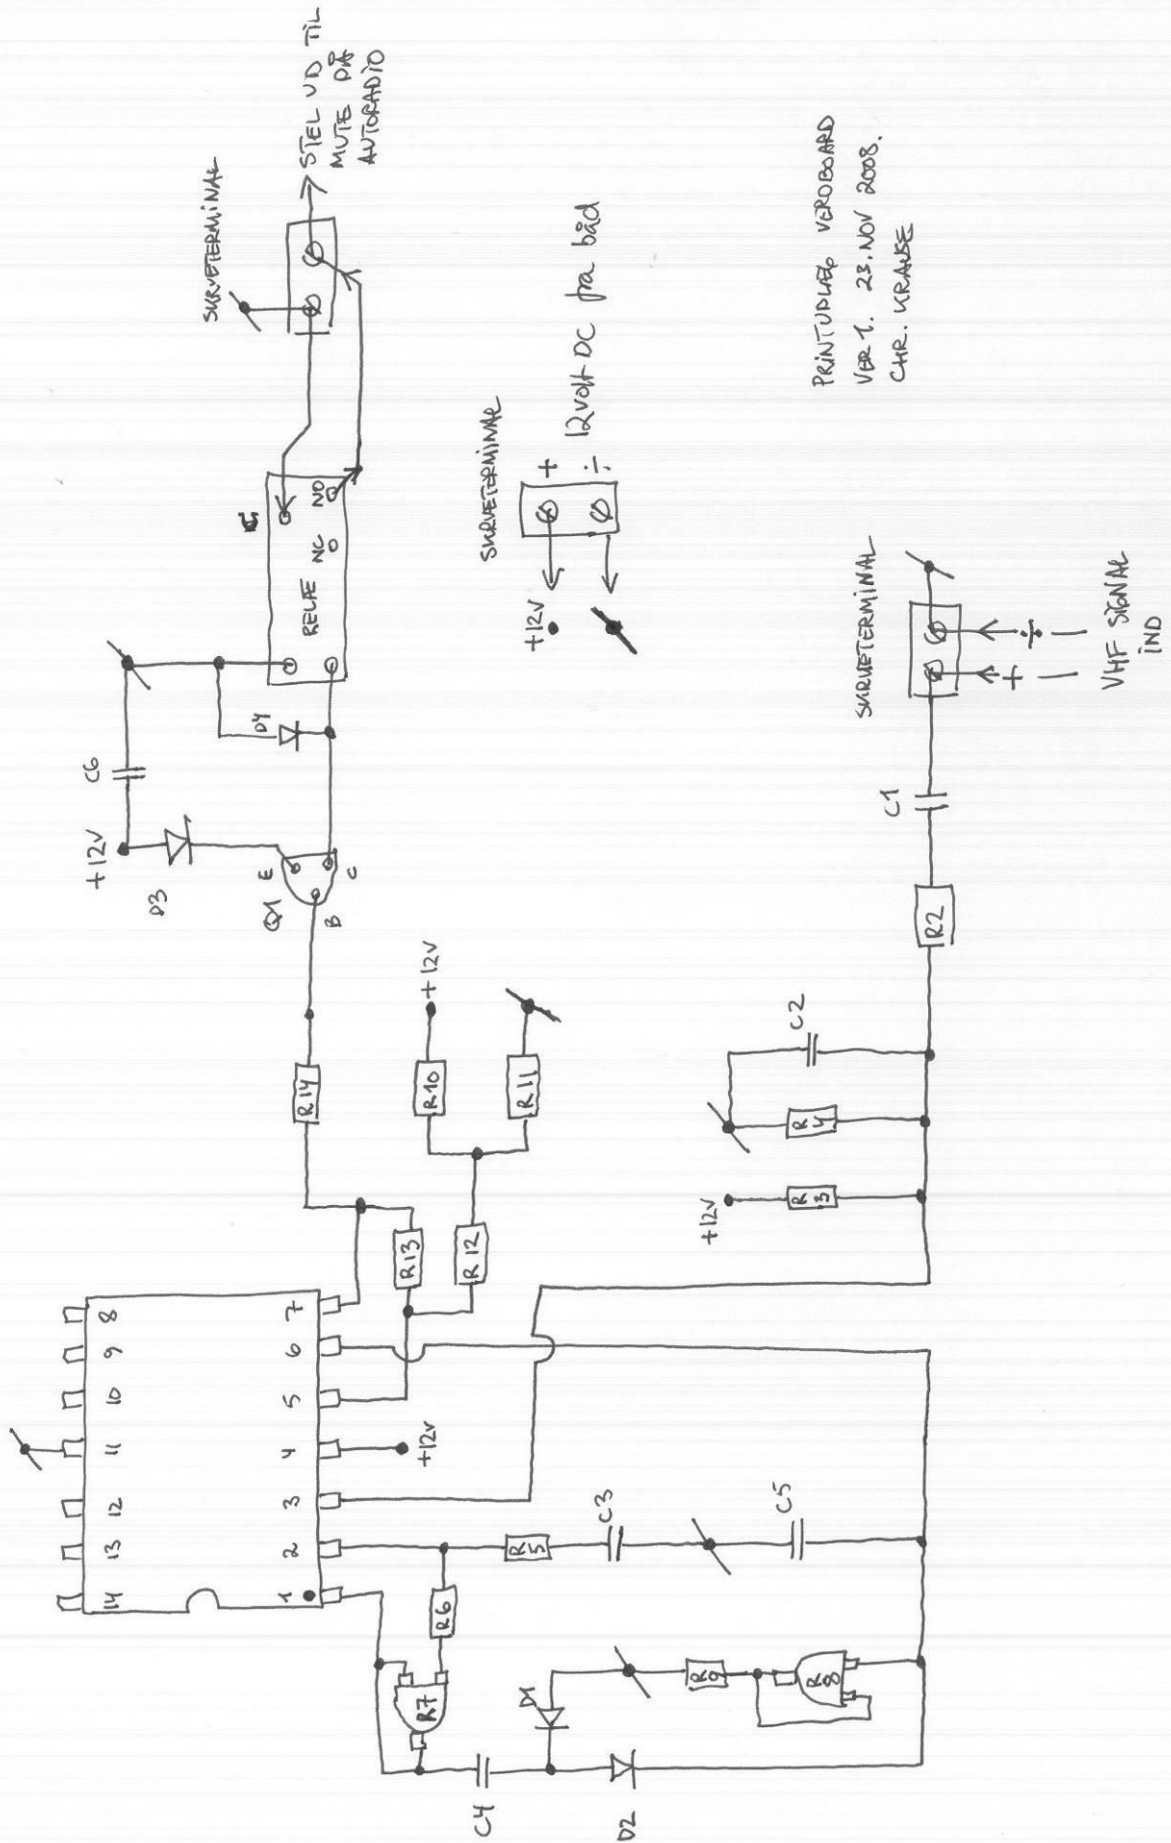 +12V
C6
D3
D4
Q1
E
B
C
RELÆ
NC
NO
C
SKRUETERMINAL
STEL UD TIL
MUTE PÅ
AUTORADIO
R14
R10
+12V
R11
R13
R12
SKRUETERMINAL
+
÷
12volt DC fra båd
+12V
PRINTUDLÆG VEROBOARD
VER 1. 23. NOV 2008.
CHR. KRAUSE
14
13
12
11
10
9
8
1
2
3
4
5
6
7
+12V
R7
R6
R5
C3
C5
C4
D1
D2
R9
R8
+12V
R3
R4
C2
R2
C1
SKRUETERMINAL
+
÷
VHF SIGNAL
IND